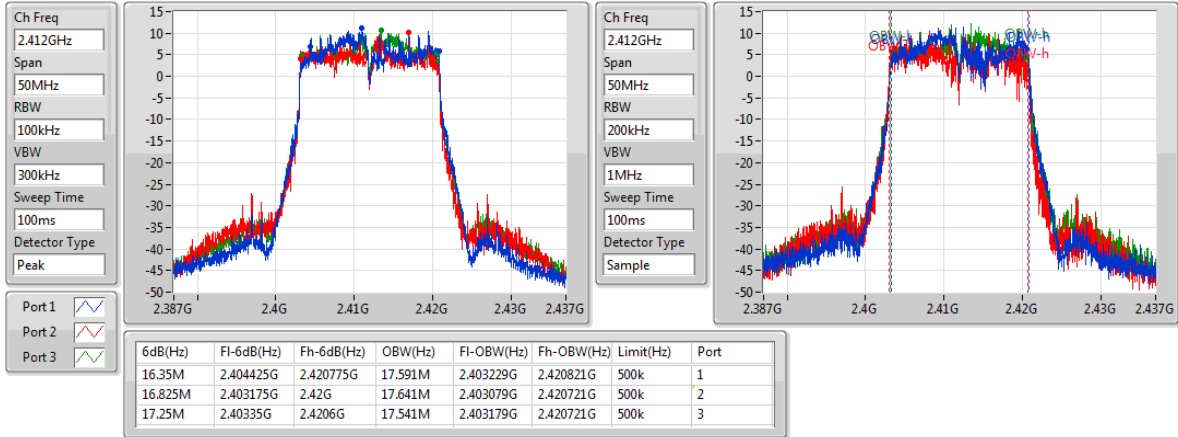 Ch Freq
2.412GHz
Span
50MHz
RBW
100kHz
VBW
300kHz
Sweep Time
100ms
Detector Type
Peak
Port 1
Port 2
Port 3
15
10
5
0
-5
-10
-15
-20
-25
-30
-35
-40
-45
-50
2.387G 2.4G 2.41G 2.42G 2.43G 2.437G
Ch Freq
2.412GHz
Span
50MHz
RBW
200kHz
VBW
1MHz
Sweep Time
100ms
Detector Type
Sample
15
10
5
0
-5
-10
-15
-20
-25
-30
-35
-40
-45
-50
OBW-h
OBW-h
2.387G 2.4G 2.41G 2.42G 2.43G 2.437G
6dB(Hz) Fl-6dB(Hz) Fh-6dB(Hz) OBW(Hz) Fl-OBW(Hz) Fh-OBW(Hz) Limit(Hz) Port
16.35M 2.404425G 2.420775G 17.591M 2.403229G 2.420821G 500k 1
16.825M 2.403175G 2.42G 17.641M 2.403079G 2.420721G 500k 2
17.25M 2.40335G 2.4206G 17.541M 2.403179G 2.420721G 500k 3